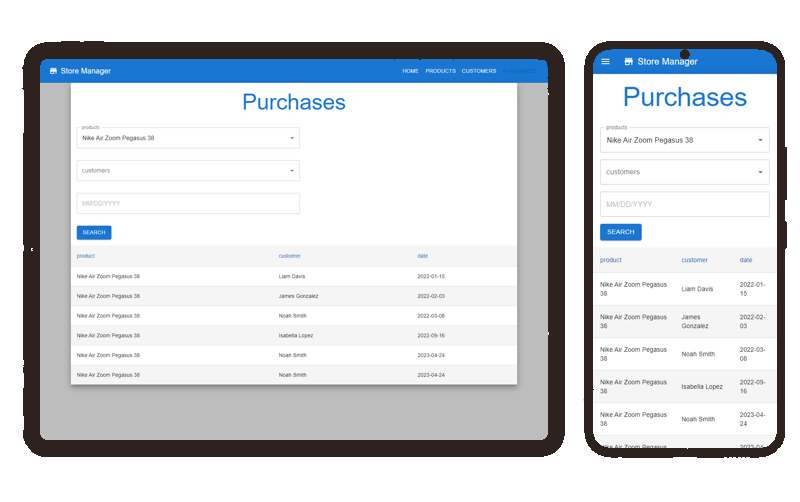 Store Manager
HOME PRODUCTS CUSTOMERS PURCHASES
Purchases
products
Nike Air Zoom Pegasus 38
customers
MM/DD/YYYY
SEARCH
product customer date
Nike Air Zoom Pegasus 38 Liam Davis 2022-01-15
Nike Air Zoom Pegasus 38 James Gonzalez 2022-02-03
Nike Air Zoom Pegasus 38 Noah Smith 2022-03-08
Nike Air Zoom Pegasus 38 Isabella Lopez 2022-09-16
Nike Air Zoom Pegasus 38 Noah Smith 2023-04-24
Nike Air Zoom Pegasus 38 Noah Smith 2023-04-24
Store Manager
Purchases
products
Nike Air Zoom Pegasus 38
customers
MM/DD/YYYY
SEARCH
product customer date
Nike Air Zoom Pegasus
38
Liam Davis
2022-01-
15
Nike Air Zoom Pegasus
38
James
Gonzalez
2022-02-
03
Nike Air Zoom Pegasus
38
Noah Smith
2022-03-
08
Nike Air Zoom Pegasus
38
Isabella Lopez
2022-09-
16
Nike Air Zoom Pegasus
38
Noah Smith
2023-04-
24
Nike Air Zoom Pegasus 2023-04-